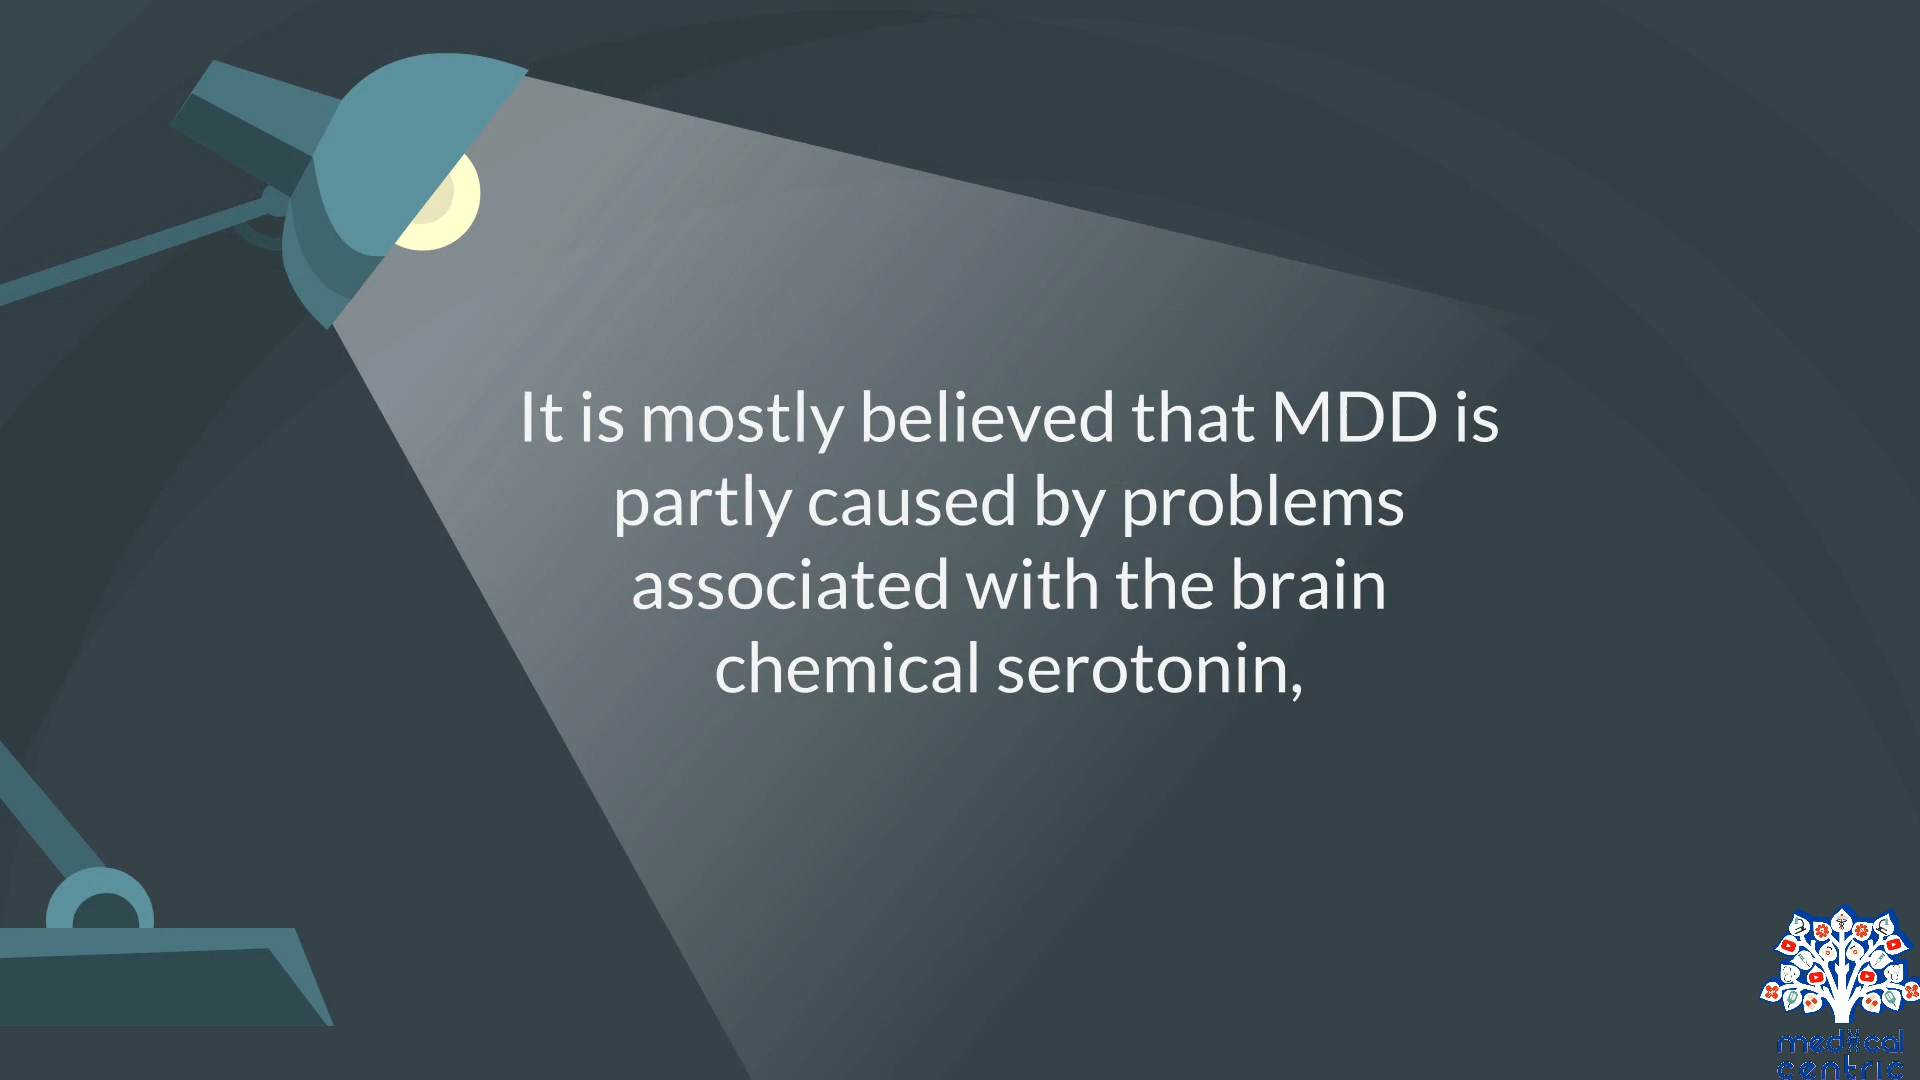 It is mostly believed that MDD is
partly caused by problems
associated with the brain
chemical serotonin,
medical
centric